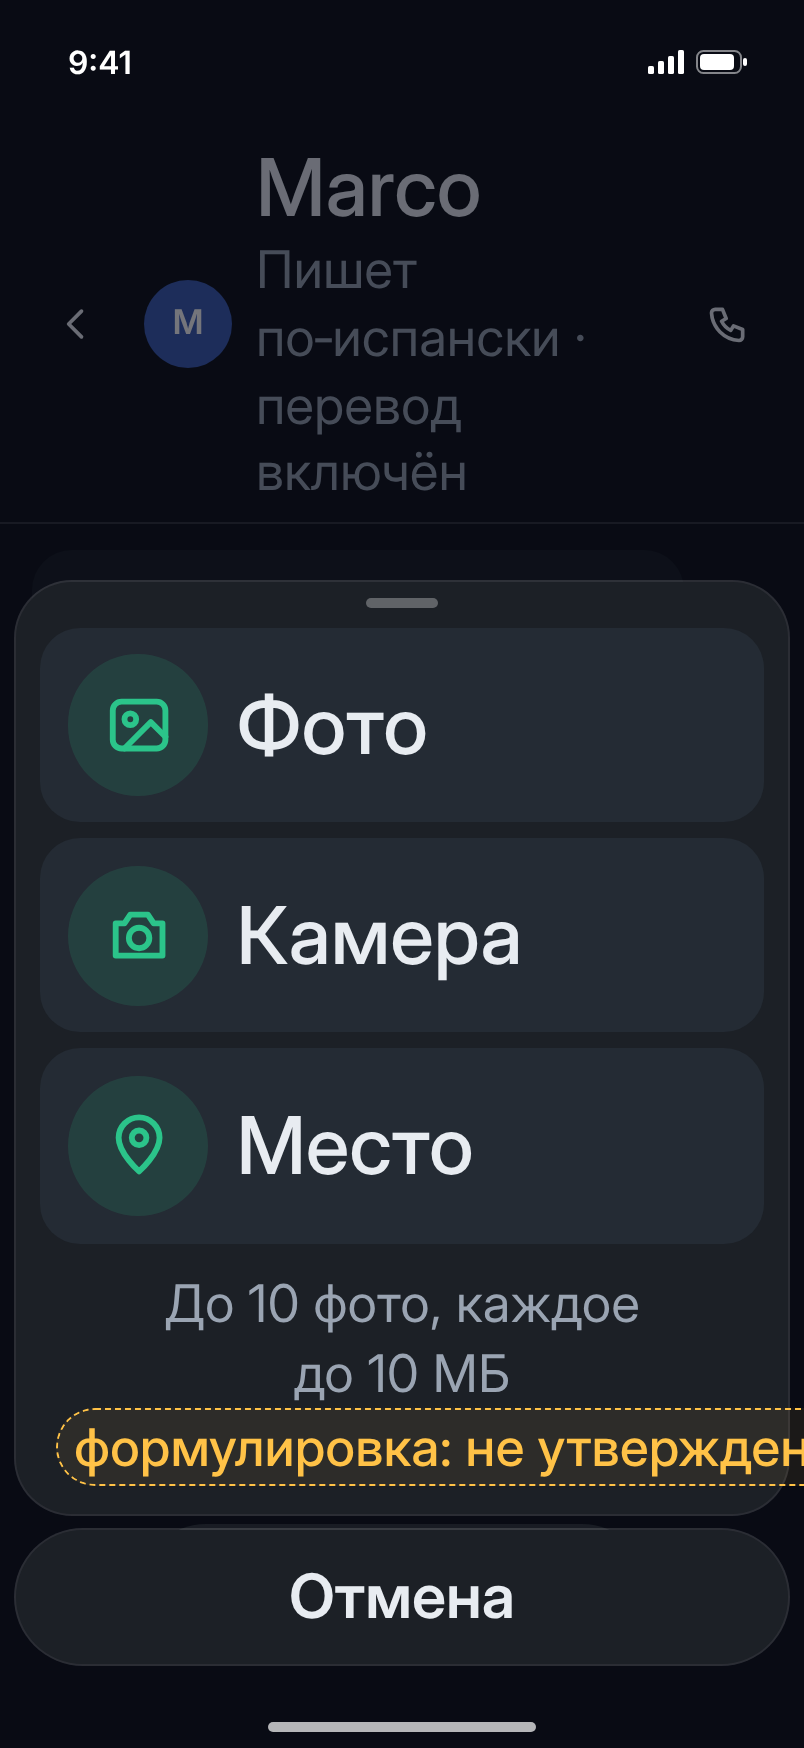 9:41
Marco
Пишет
M
по-испански ·
перевод
включён
Фото
Камера
Место
До 10 фото, каждое
до 10 МБ
формулировка: не утвержден
Отмена